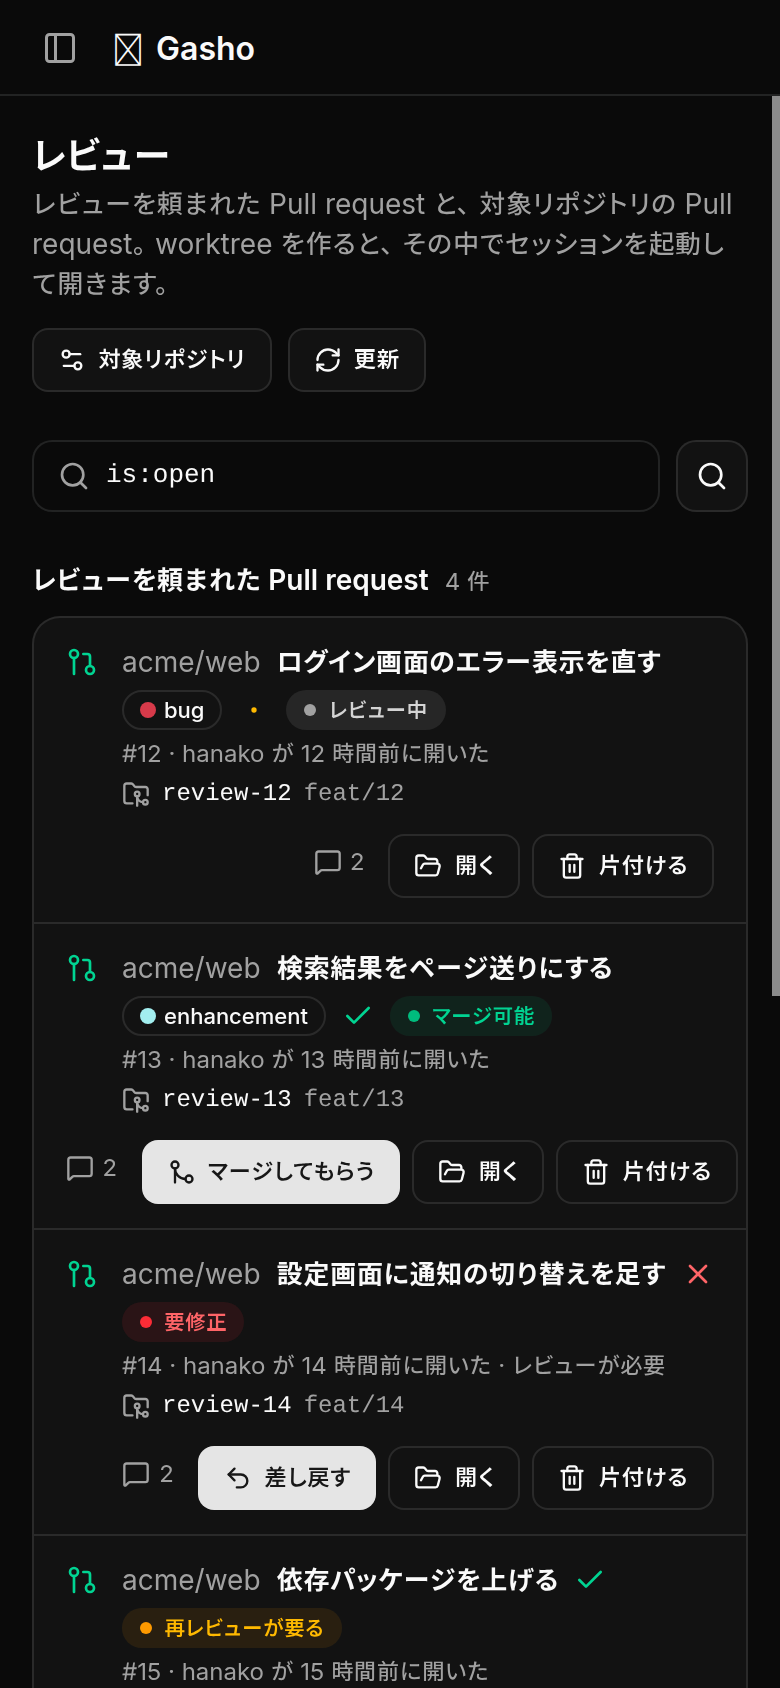 Gasho
レビュー
レビューを頼まれた Pull request と、対象リポジトリの Pull
request。worktree を作ると、その中でセッションを起動し
て開きます。
対象リポジトリ 更新
is:open
レビューを頼まれた Pull request 4 件
acme/web ログイン画面のエラー表示を直す
bug レビュー中
#12 · hanako が 12 時間前に開いた
review-12 feat/12
2 開く 片付ける
acme/web 検索結果をページ送りにする
enhancement マージ可能
#13 · hanako が 13 時間前に開いた
review-13 feat/13
2 マージしてもらう 開く 片付ける
acme/web 設定画面に通知の切り替えを足す
要修正
#14 · hanako が 14 時間前に開いた · レビューが必要
review-14 feat/14
2 差し戻す 開く 片付ける
acme/web 依存パッケージを上げる
再レビューが要る
#15 · hanako が 15 時間前に開いた